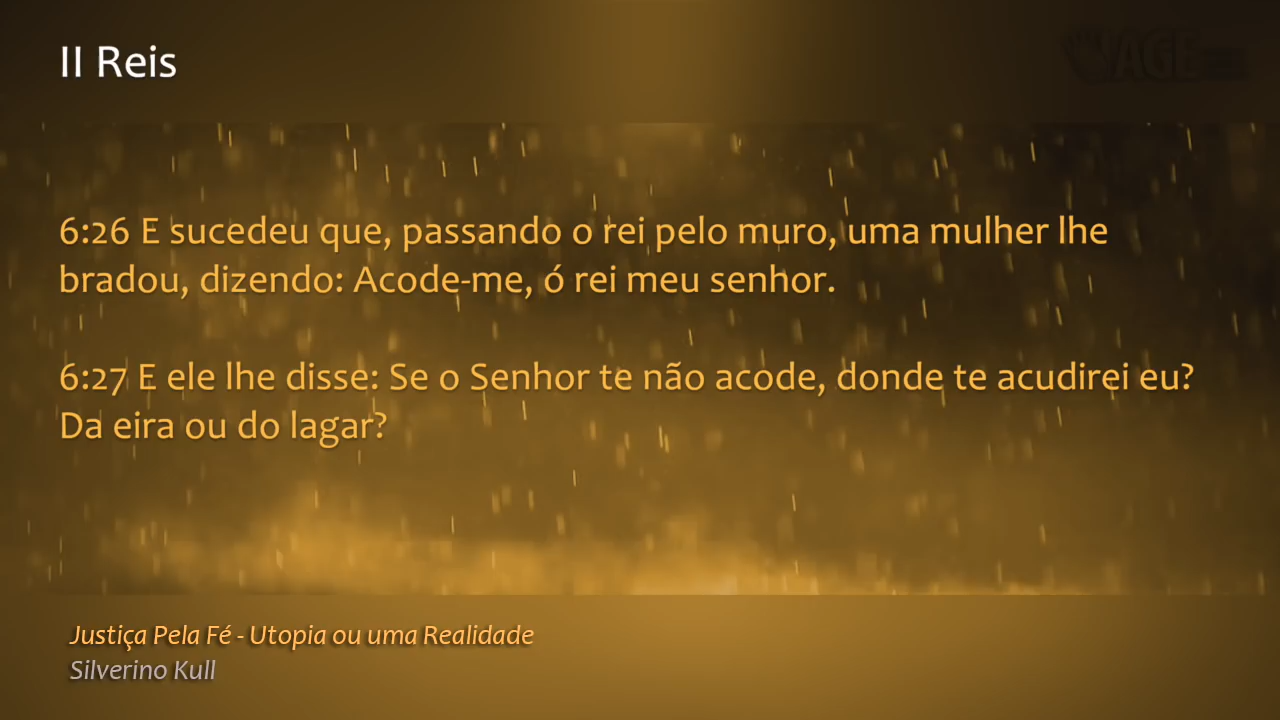 II Reis
6:26 E sucedeu que, passando o rei pelo muro, uma mulher lhe
bradou, dizendo: Acode-me, ó rei meu senhor.
6:27 E ele lhe disse: Se o Senhor te não acode, donde te acudirei eu?
Da eira ou do lagar?
Justiça Pela Fé - Utopia ou uma Realidade
Silverino Kull